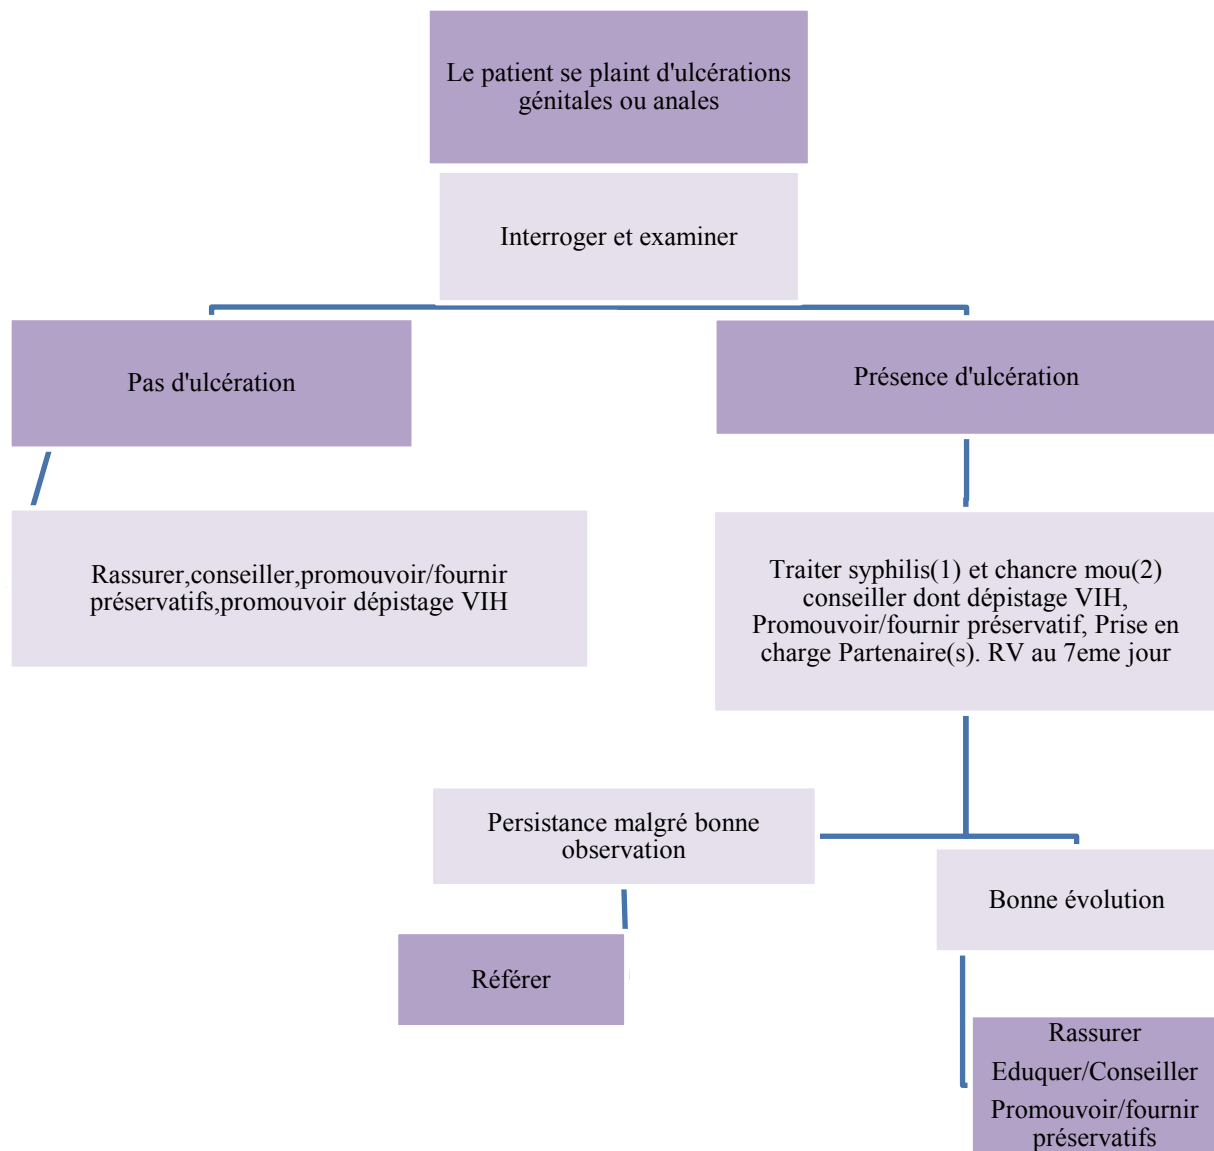 Le patient se plaint d'ulcérations
génitales ou anales
Interroger et examiner
Pas d'ulcération
Présence d'ulcération
Rassurer,conseiller,promouvoir/fournir
préservatifs,promouvoir dépistage VIH
Traiter syphilis(1) et chancre mou(2)
conseiller dont dépistage VIH,
Promouvoir/fournir préservatif, Prise en
charge Partenaire(s). RV au 7eme jour
Persistance malgré bonne
observation
Bonne évolution
Référer
Rassurer
Eduquer/Conseiller
Promouvoir/fournir
préservatifs